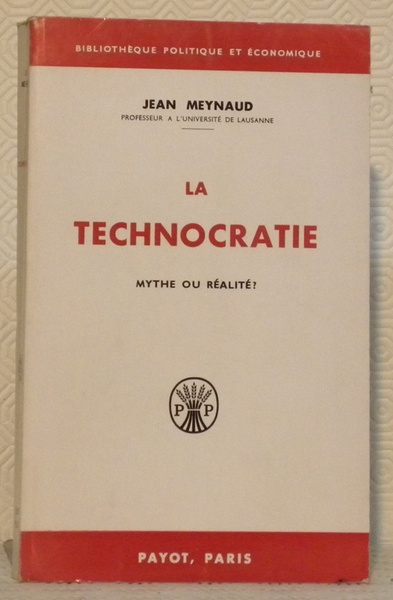 BIBLIOTHÈQUE POLITIQUE ET ÉCONOMIQUE
JEAN MEYNAUD
PROFESSEUR A L'UNIVERSITÉ DE LAUSANNE
LA
TECHNOCRATIE
MYTHE OU RÉALITÉ?
P P
PAYOT, PARIS